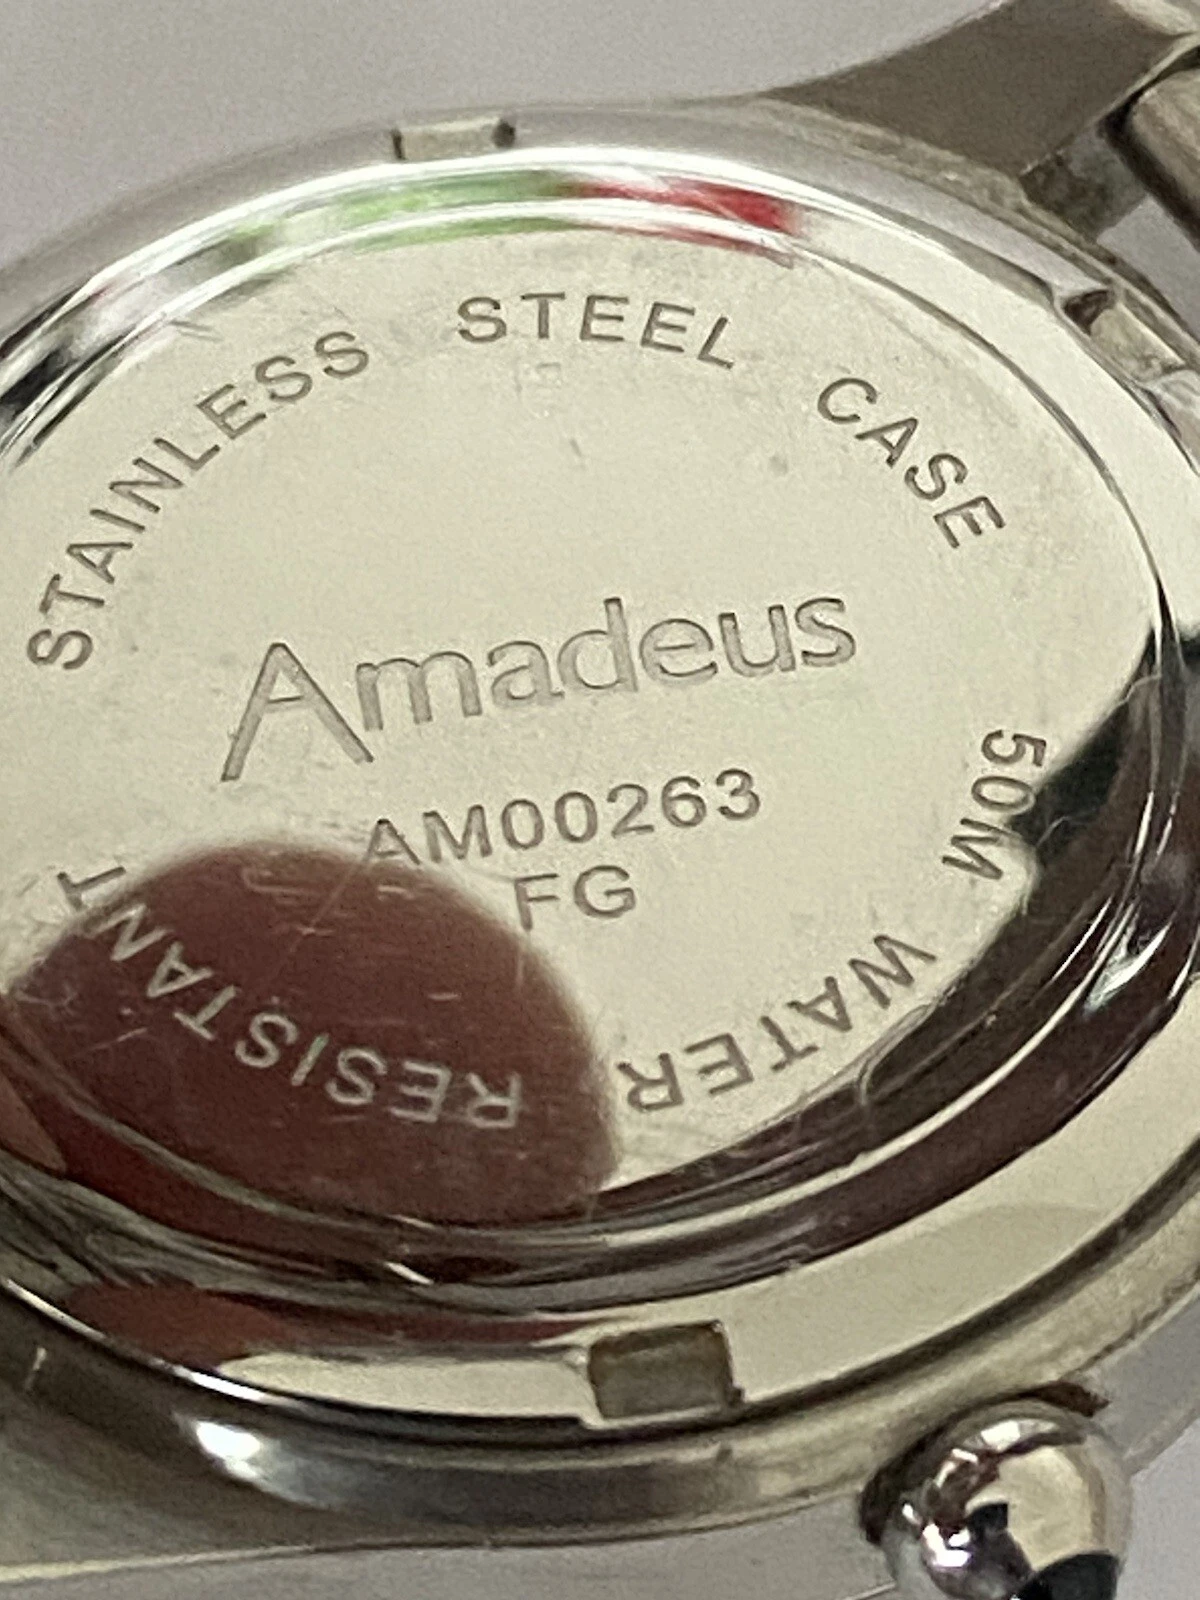 STAINLESS STEEL CASE
Amadeus
AM00263
FG
50M WATER RESISTANT